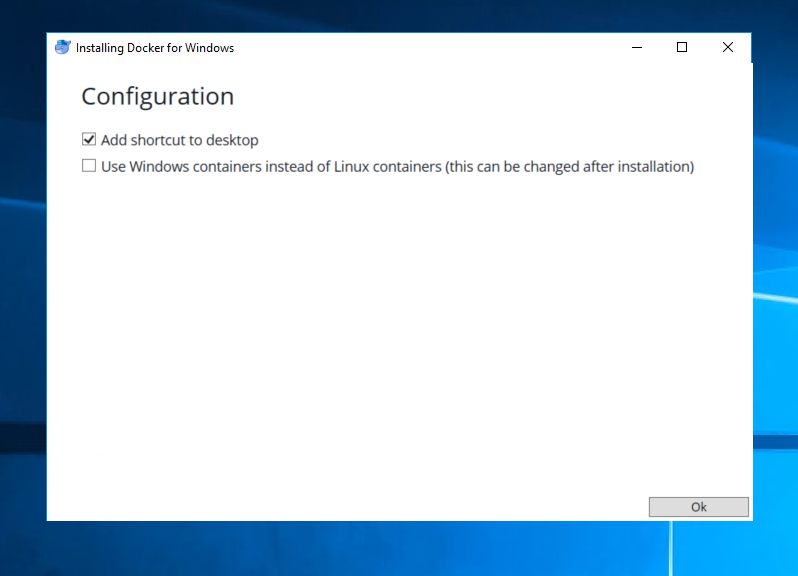 Installing Docker for Windows
Configuration
Add shortcut to desktop
Use Windows containers instead of Linux containers (this can be changed after installation)
Ok